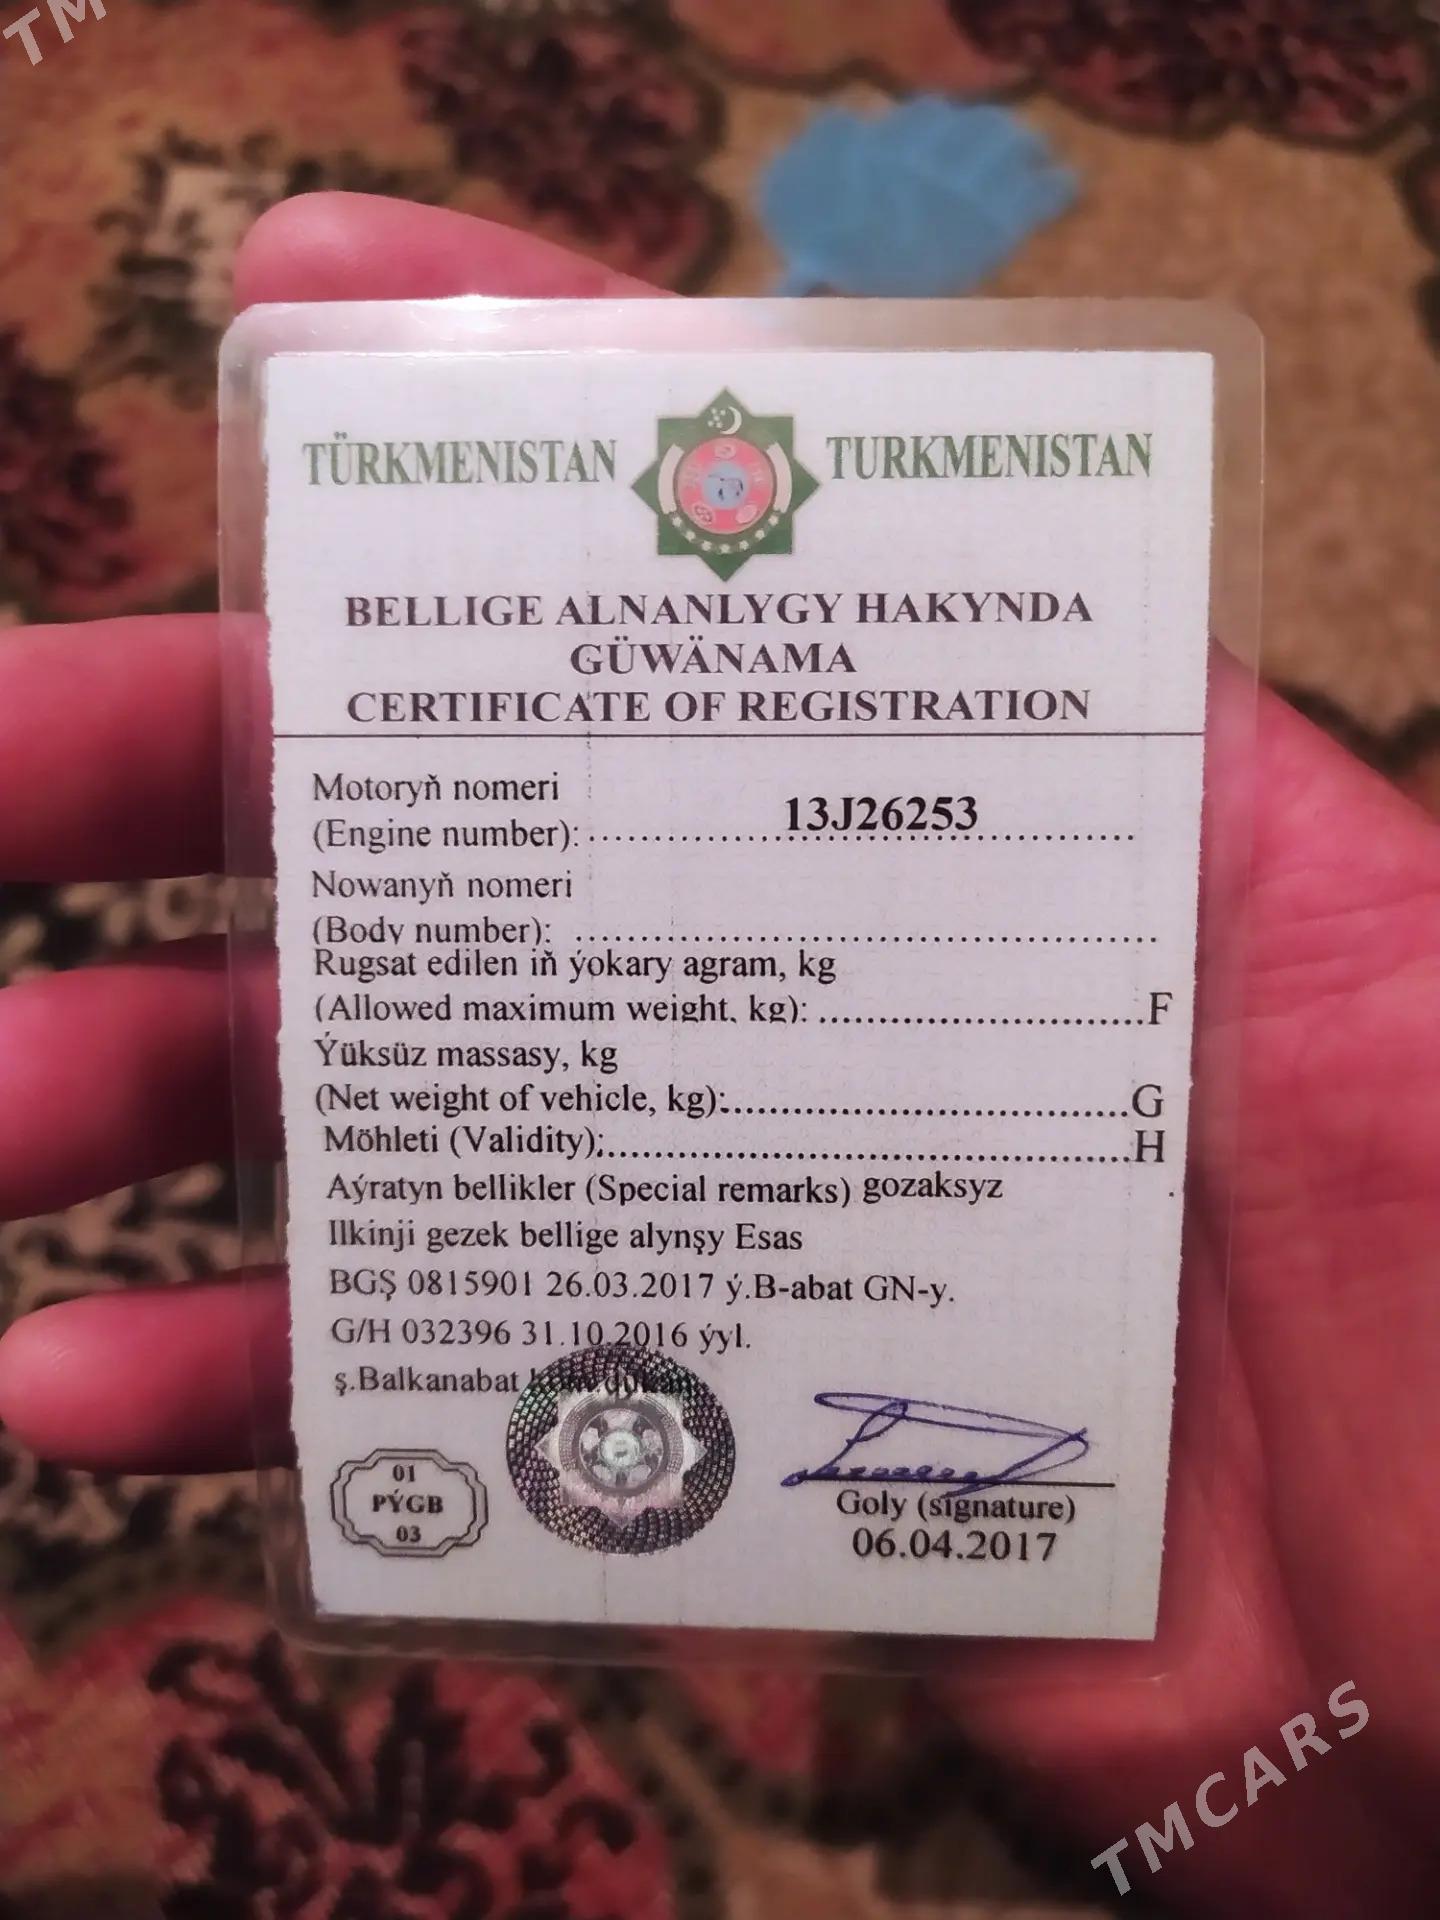 TM
TÜRKMENISTAN TURKMENISTAN
BELLIGE ALNANLYGY HAKYNDA
GÜWÄNAMA
CERTIFICATE OF REGISTRATION
Motoryň nomeri
(Engine number):.......... 13J26253 ..........
Nowanyň nomeri
(Body number): ..........
Rugsat edilen iň ýokary agram, kg
(Allowed maximum weight, kg): ..........F
Ýüksüz massasy, kg
(Net weight of vehicle, kg):..........G
Möhleti (Validity):..........H
Aýratyn bellikler (Special remarks) gozaksyz .
Ilkinji gezek bellige alynşy Esas
BGŞ 0815901 26.03.2017 ý.B-abat GN-y.
G/H 032396 31.10.2016 ýyl.
ş.Balkanabat
01
PÝGB
03
Goly (signature)
06.04.2017
TMCARS